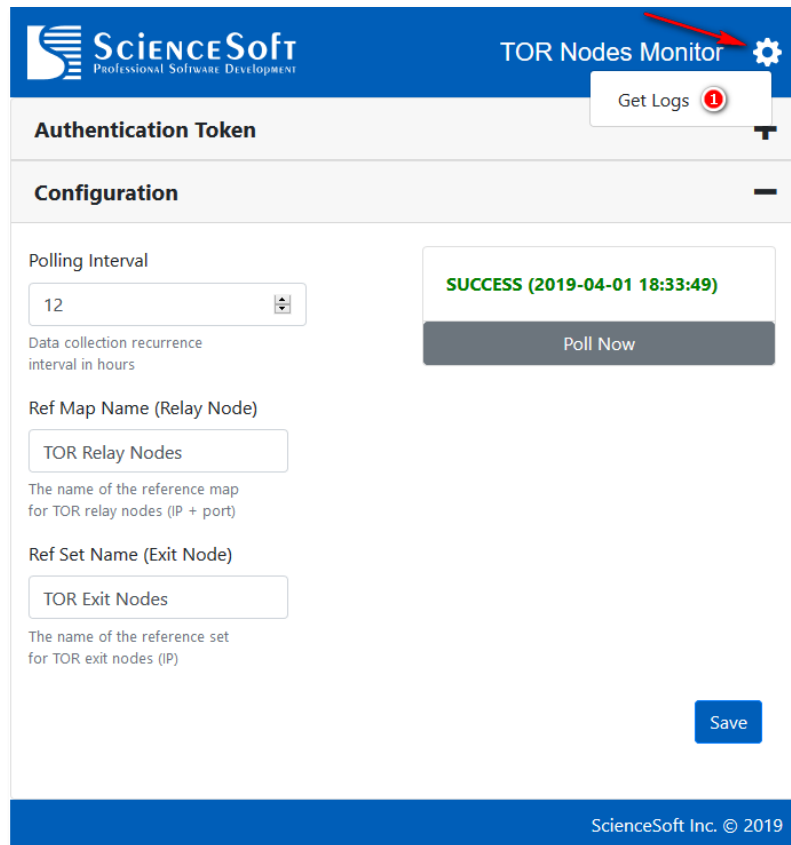 ScienceSoft
Professional Software Development
TOR Nodes Monitor
Get Logs 1
Authentication Token
Configuration
Polling Interval
12
Data collection recurrence
interval in hours
SUCCESS (2019-04-01 18:33:49)
Poll Now
Ref Map Name (Relay Node)
TOR Relay Nodes
The name of the reference map
for TOR relay nodes (IP + port)
Ref Set Name (Exit Node)
TOR Exit Nodes
The name of the reference set
for TOR exit nodes (IP)
Save
ScienceSoft Inc. © 2019